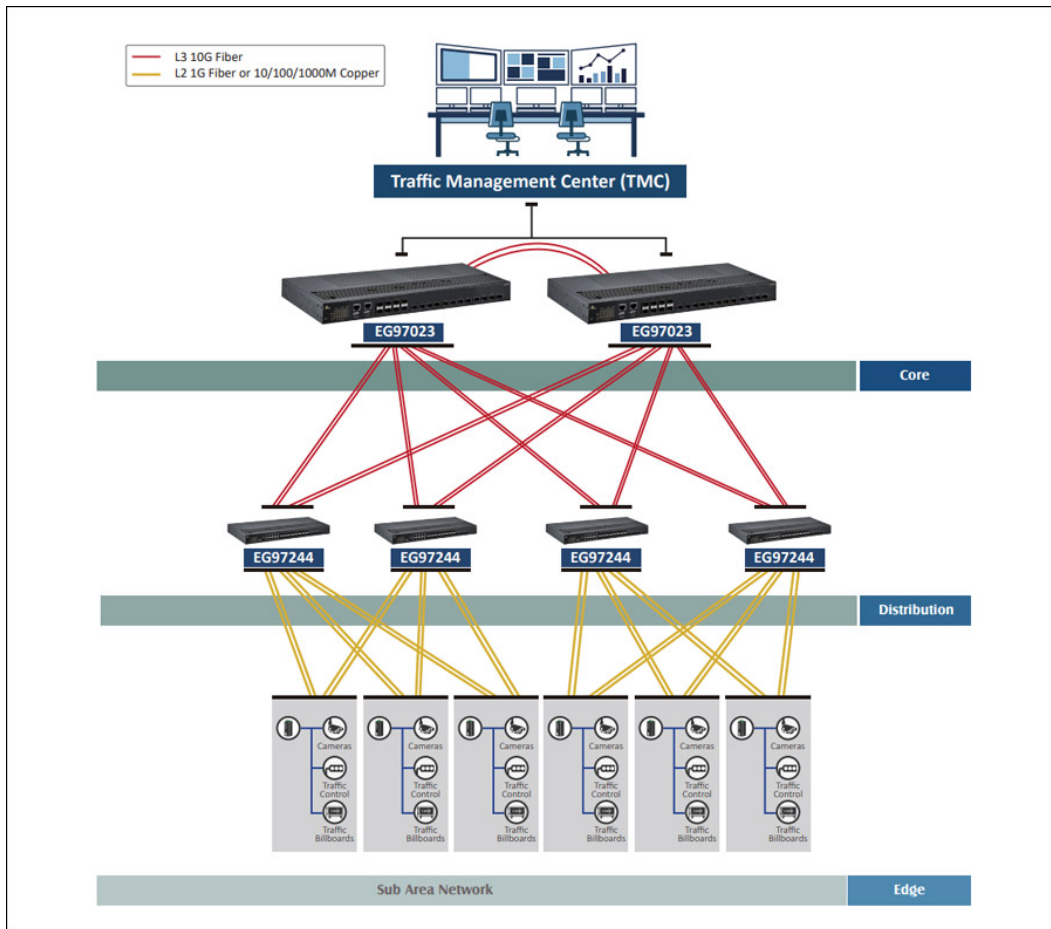 L3 10G Fiber
L2 1G Fiber or 10/100/1000M Copper
Traffic Management Center (TMC)
EG97023
EG97023
Core
EG97244
EG97244
EG97244
EG97244
Distribution
Cameras
Cameras
Cameras
Cameras
Cameras
Cameras
Traffic
Control
Traffic
Control
Traffic
Control
Traffic
Control
Traffic
Control
Traffic
Control
Traffic
Billboards
Traffic
Billboards
Traffic
Billboards
Traffic
Billboards
Traffic
Billboards
Traffic
Billboards
Sub Area Network
Edge